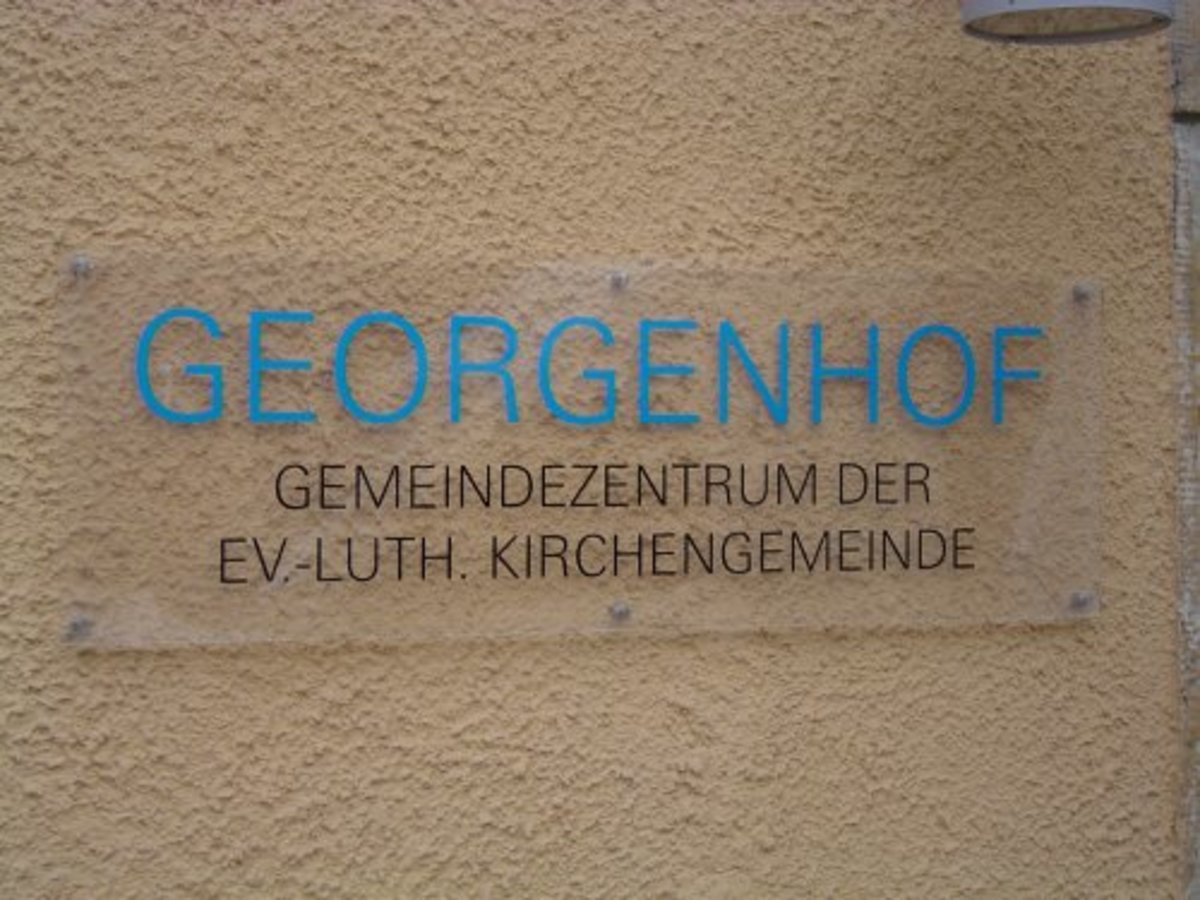 GEORGENHOF
GEMEINDEZENTRUM DER
EV.-LUTH. KIRCHENGEMEINDE